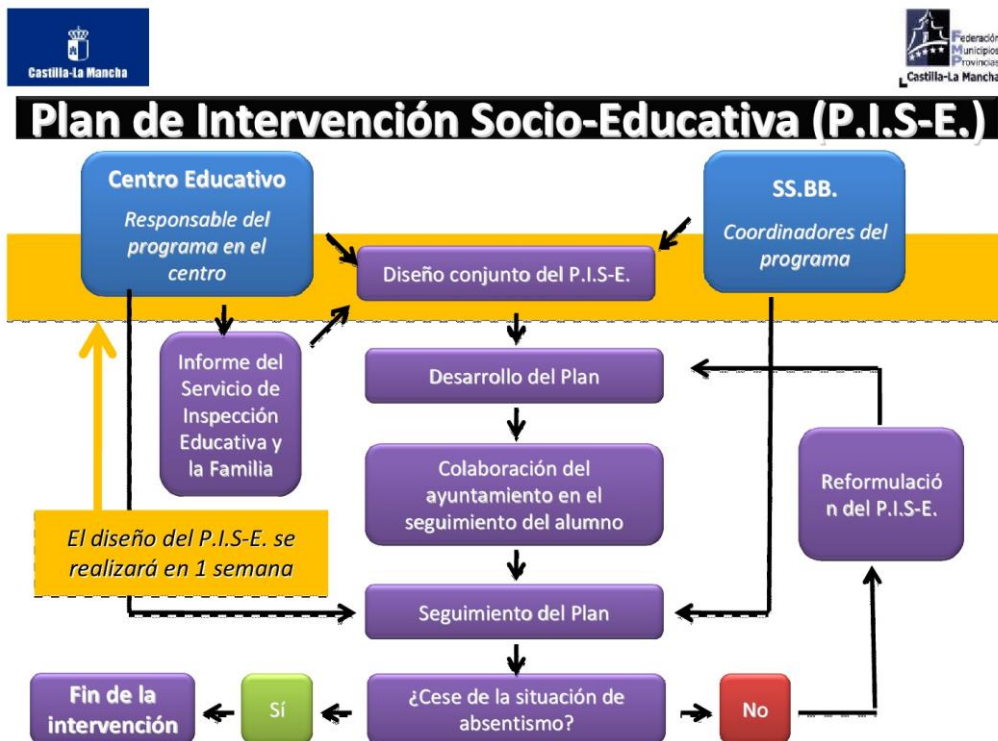 Castilla-La Mancha
Federación
Municipios
Provincias
Castilla-La Mancha
Plan de Intervención Socio-Educativa (P.I.S-E.)
Centro Educativo
Responsable del
programa en el
centro
SS.BB.
Coordinadores del
programa
Diseño conjunto del P.I.S-E.
Informe del
Servicio de
Inspección
Educativa y
la Familia
Desarrollo del Plan
Colaboración del
ayuntamiento en el
seguimiento del alumno
Reformulació
n del P.I.S-E.
El diseño del P.I.S-E. se
realizará en 1 semana
Seguimiento del Plan
Fin de la
intervención
Sí
¿Cese de la situación de
absentismo?
No